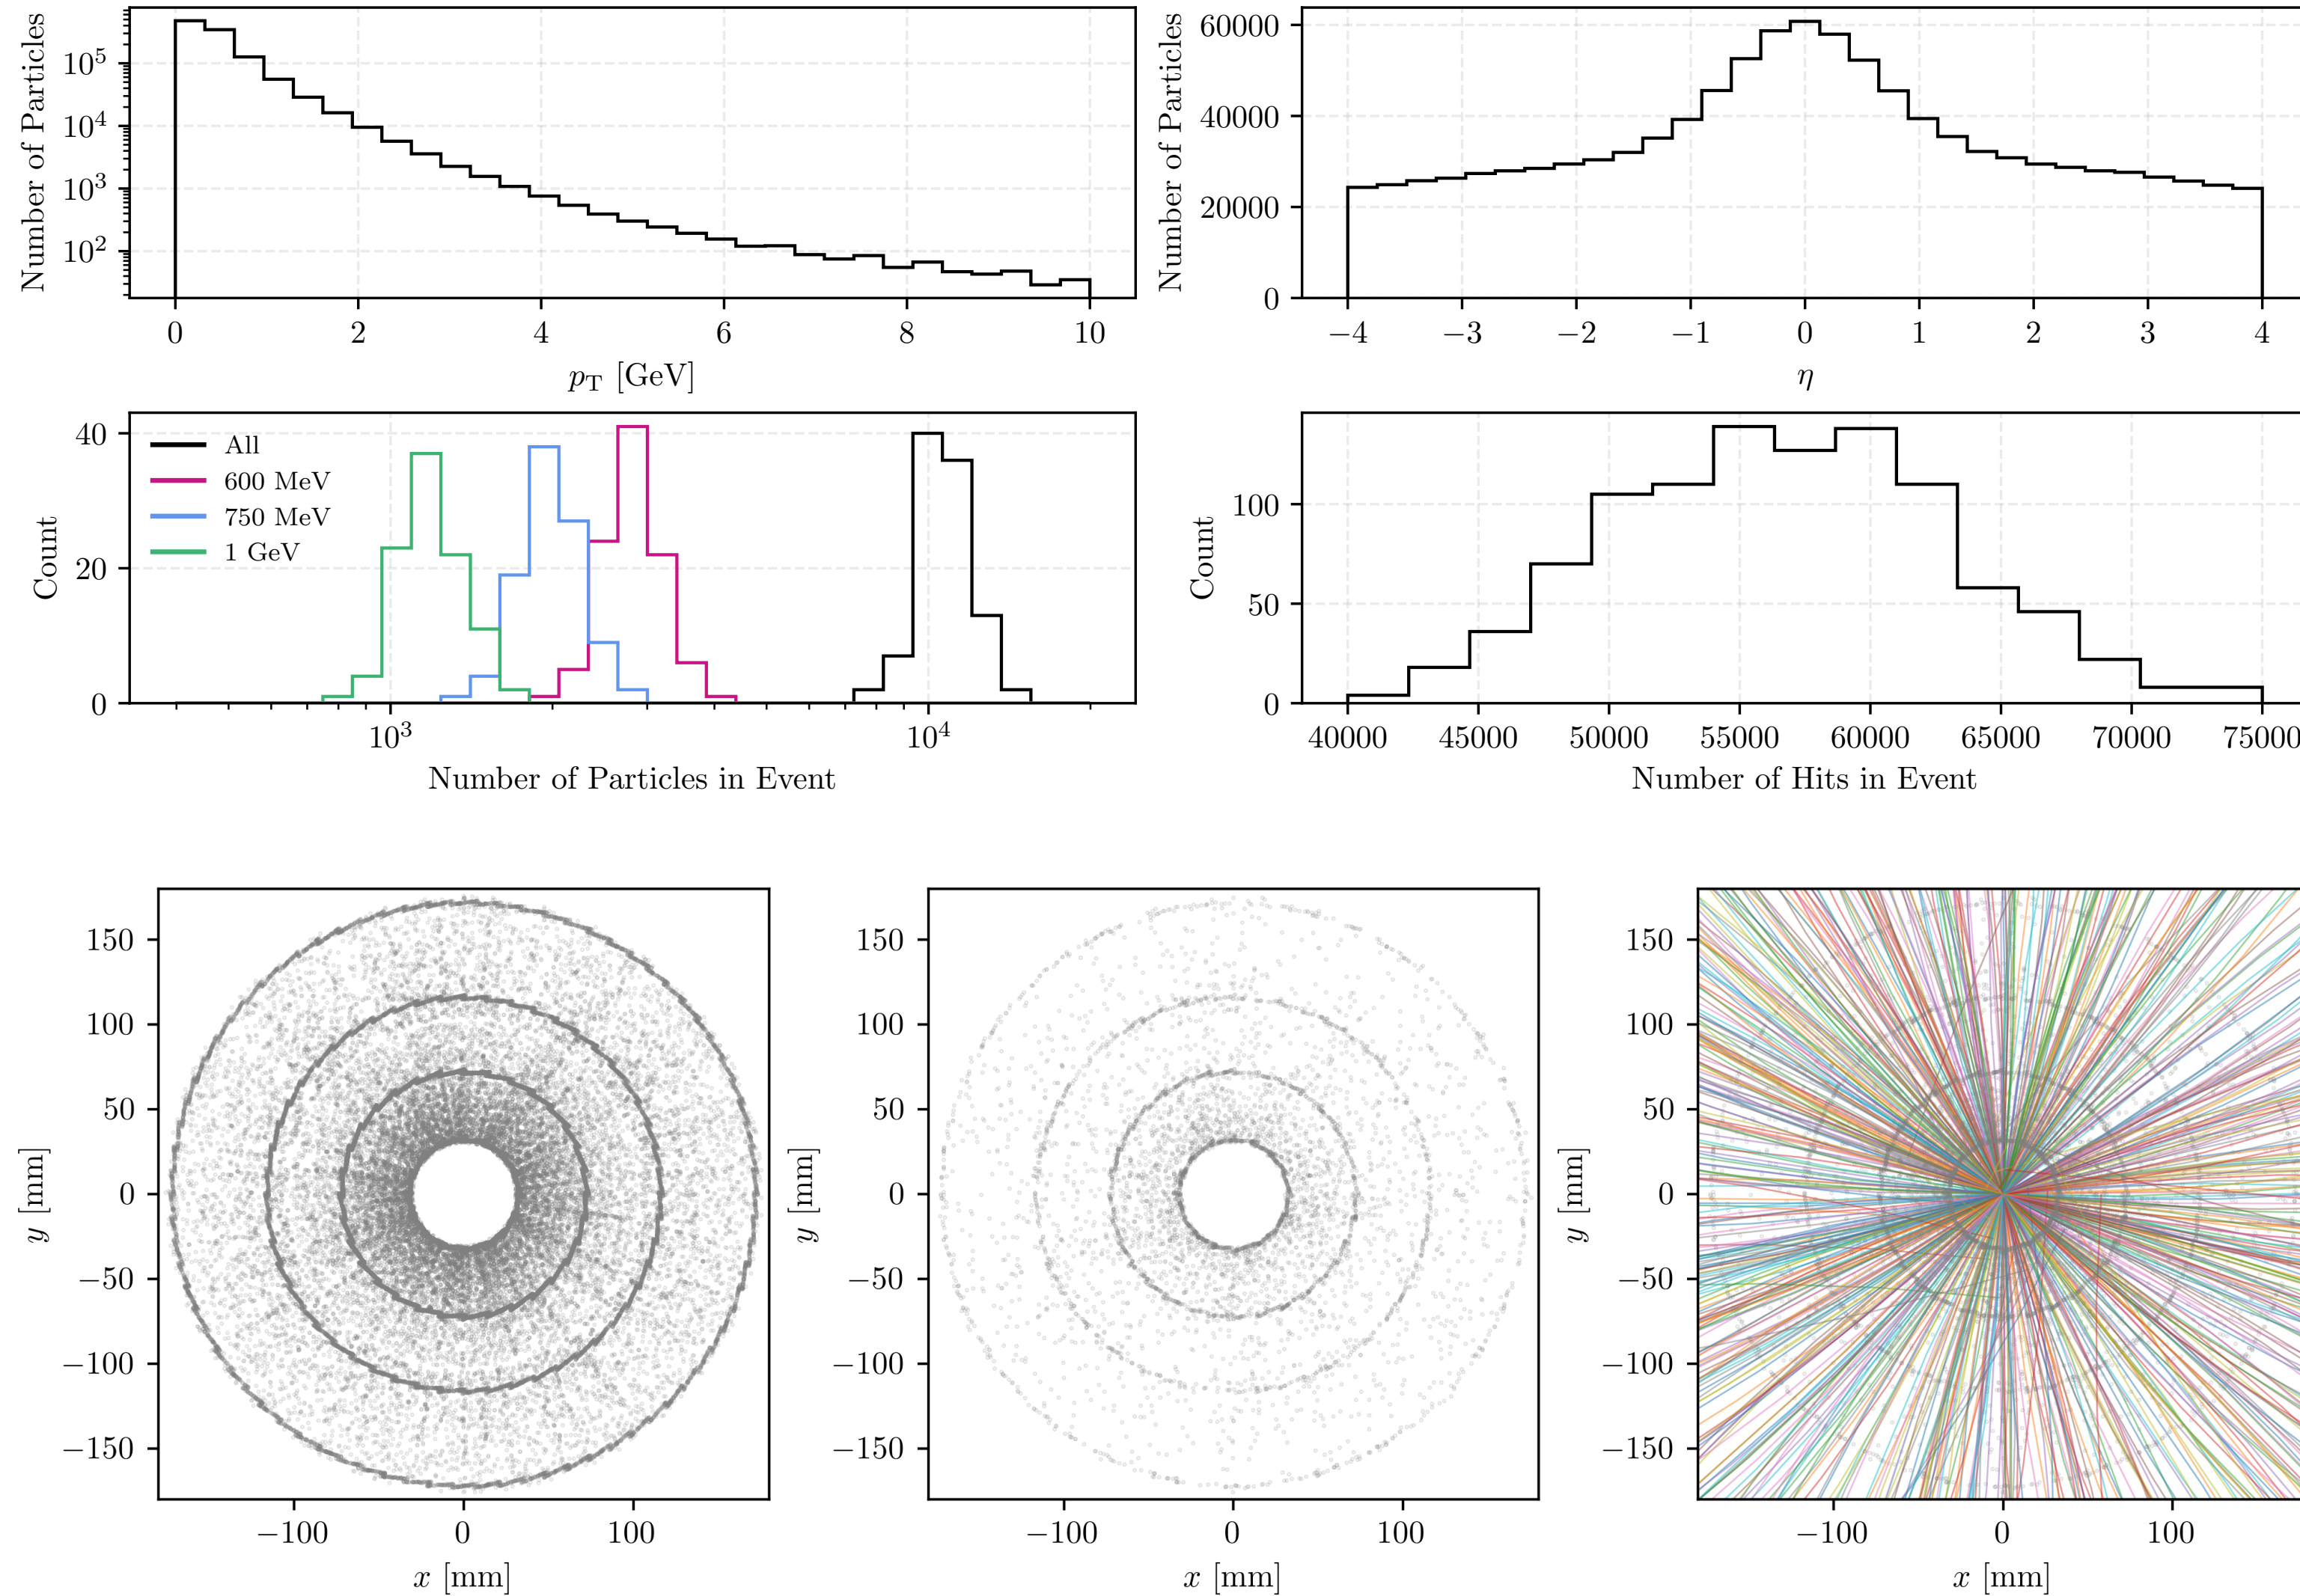 Number of Particles
10^5
10^4
10^3
10^2
0 2 4 6 8 10
p_T [GeV]
Number of Particles
60000
40000
20000
0
−4 −3 −2 −1 0 1 2 3 4
η
Count
40
20
0
All
600 MeV
750 MeV
1 GeV
10^3 10^4
Number of Particles in Event
Count
100
50
0
40000 45000 50000 55000 60000 65000 70000 75000
Number of Hits in Event
y [mm]
150
100
50
0
−50
−100
−150
−100 0 100
x [mm]
y [mm]
150
100
50
0
−50
−100
−150
−100 0 100
x [mm]
y [mm]
150
100
50
0
−50
−100
−150
−100 0 100
x [mm]